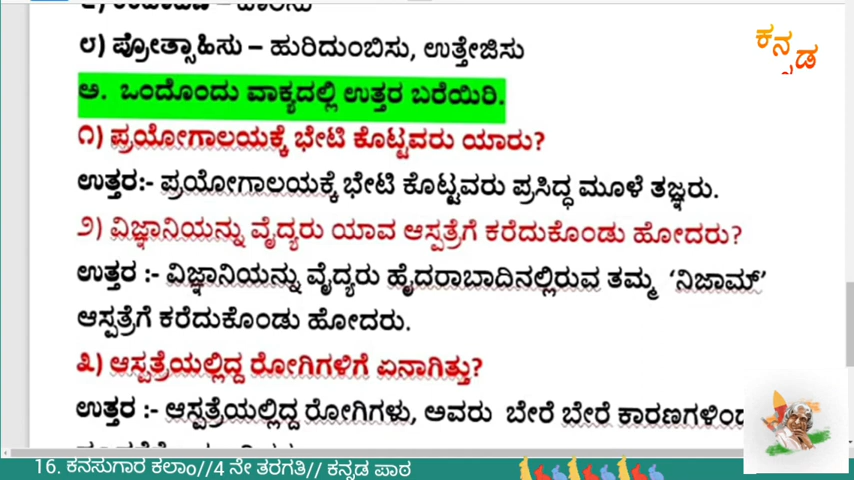 ೮) ಪ್ರೋತ್ಸಾಹಿಸು – ಹುರಿದುಂಬಿಸು, ಉತ್ತೇಜಿಸು
ಕನ್ನಡ
ಅ. ಒಂದೊಂದು ವಾಕ್ಯದಲ್ಲಿ ಉತ್ತರ ಬರೆಯಿರಿ.
೧) ಪ್ರಯೋಗಾಲಯಕ್ಕೆ ಭೇಟಿ ಕೊಟ್ಟವರು ಯಾರು?
ಉತ್ತರ:- ಪ್ರಯೋಗಾಲಯಕ್ಕೆ ಭೇಟಿ ಕೊಟ್ಟವರು ಪ್ರಸಿದ್ಧ ಮೂಳೆ ತಜ್ಞರು.
೨) ವಿಜ್ಞಾನಿಯನ್ನು ವೈದ್ಯರು ಯಾವ ಆಸ್ಪತ್ರೆಗೆ ಕರೆದುಕೊಂಡು ಹೋದರು?
ಉತ್ತರ :- ವಿಜ್ಞಾನಿಯನ್ನು ವೈದ್ಯರು ಹೈದರಾಬಾದಿನಲ್ಲಿರುವ ತಮ್ಮ 'ನಿಜಾಮ್'
ಆಸ್ಪತ್ರೆಗೆ ಕರೆದುಕೊಂಡು ಹೋದರು.
೩) ಆಸ್ಪತ್ರೆಯಲ್ಲಿದ್ದ ರೋಗಿಗಳಿಗೆ ಏನಾಗಿತ್ತು?
ಉತ್ತರ :- ಆಸ್ಪತ್ರೆಯಲ್ಲಿದ್ದ ರೋಗಿಗಳು, ಅವರು ಬೇರೆ ಬೇರೆ
16. ಕನಸುಗಾರ ಕಲಾಂ//4 ನೇ ತರಗತಿ// ಕನ್ನಡ ಪಾಠ